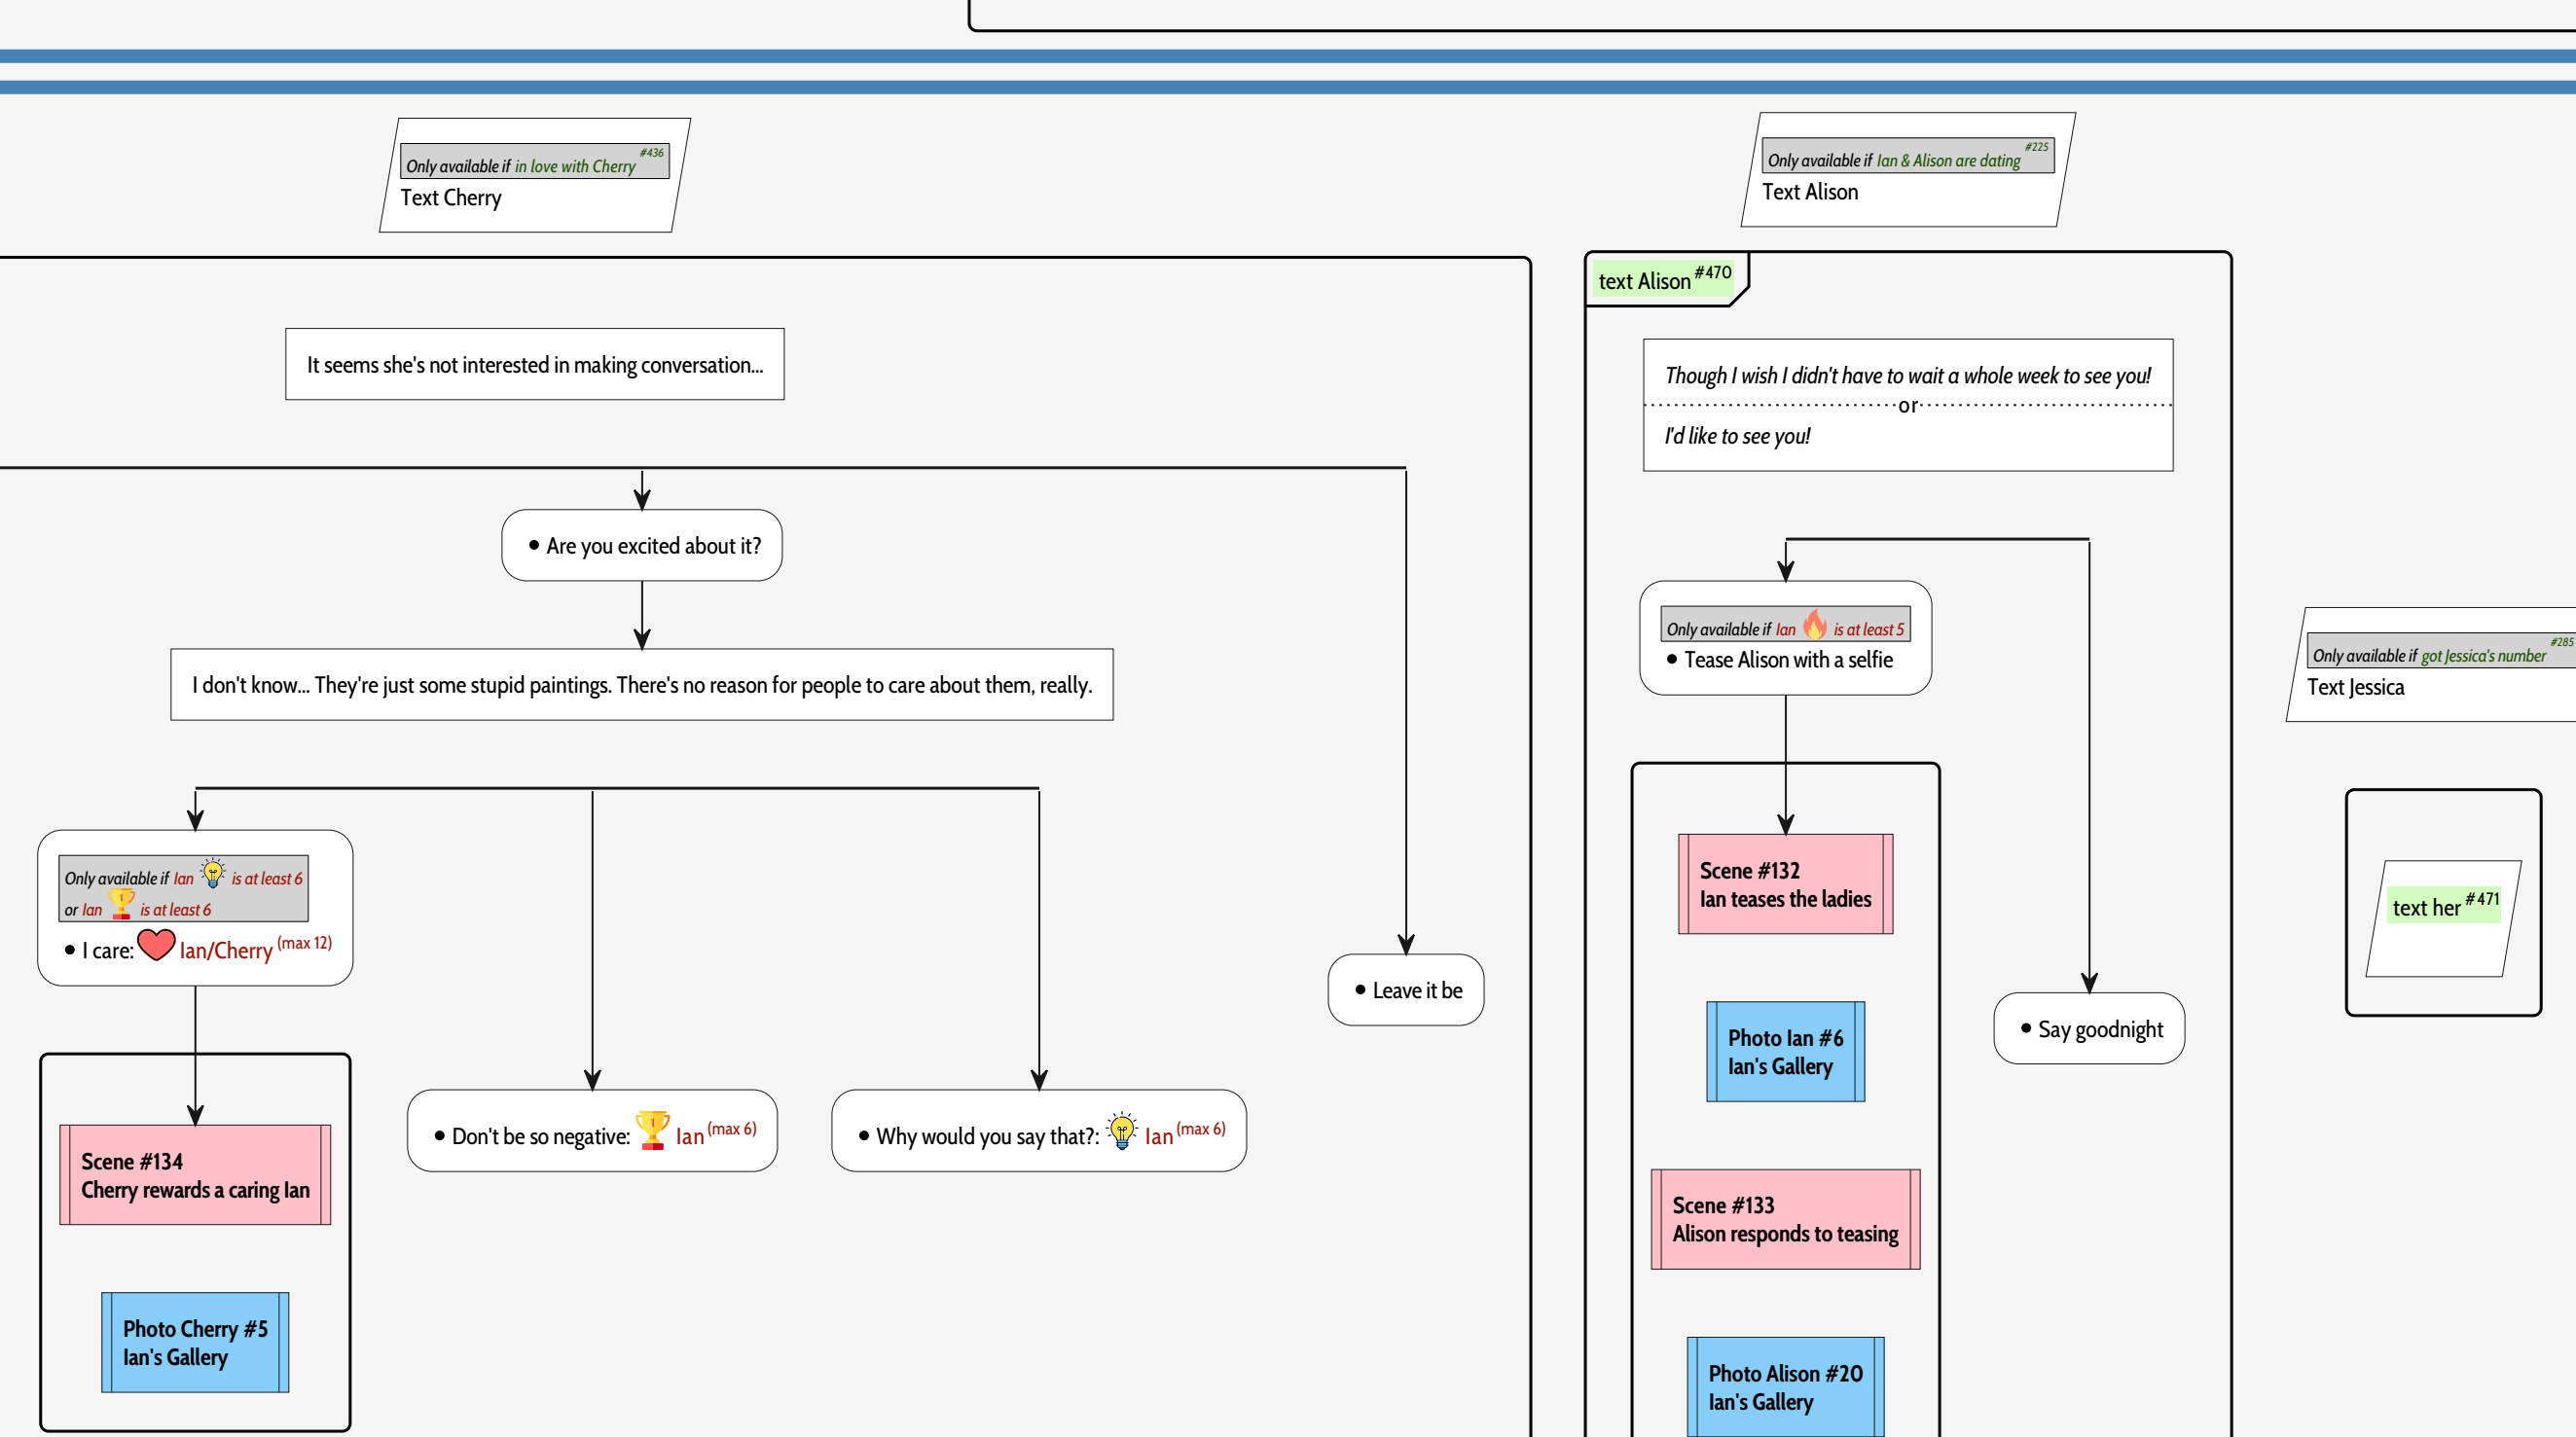 Only available if in love with Cherry #436
Text Cherry
Only available if Ian & Alison are dating #225
Text Alison
text Alison #470
It seems she's not interested in making conversation...
Though I wish I didn't have to wait a whole week to see you!
or
I'd like to see you!
• Are you excited about it?
Only available if Ian is at least 5
• Tease Alison with a selfie
Only available if got Jessica's number #285
Text Jessica
I don't know... They're just some stupid paintings. There's no reason for people to care about them, really.
Only available if Ian is at least 6
or Ian is at least 6
• I care: Ian/Cherry (max 12)
Scene #132
Ian teases the ladies
text her #471
• Leave it be
Photo Ian #6
Ian's Gallery
• Say goodnight
• Don't be so negative: Ian (max 6)
• Why would you say that?: Ian (max 6)
Scene #134
Cherry rewards a caring Ian
Scene #133
Alison responds to teasing
Photo Cherry #5
Ian's Gallery
Photo Alison #20
Ian's Gallery